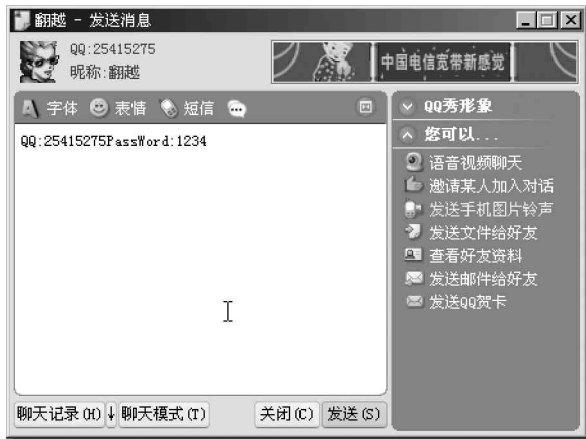 翻越 - 发送消息
QQ:25415275
昵称:翻越
中国电信宽带新感觉
字体 表情 短信
QQ:25415275PassWord:1234
QQ秀形象
您可以...
语音视频聊天
邀请某人加入对话
发送手机图片铃声
发送文件给好友
查看好友资料
发送邮件给好友
发送QQ贺卡
聊天记录(H) 聊天模式(T) 关闭(C) 发送(S)